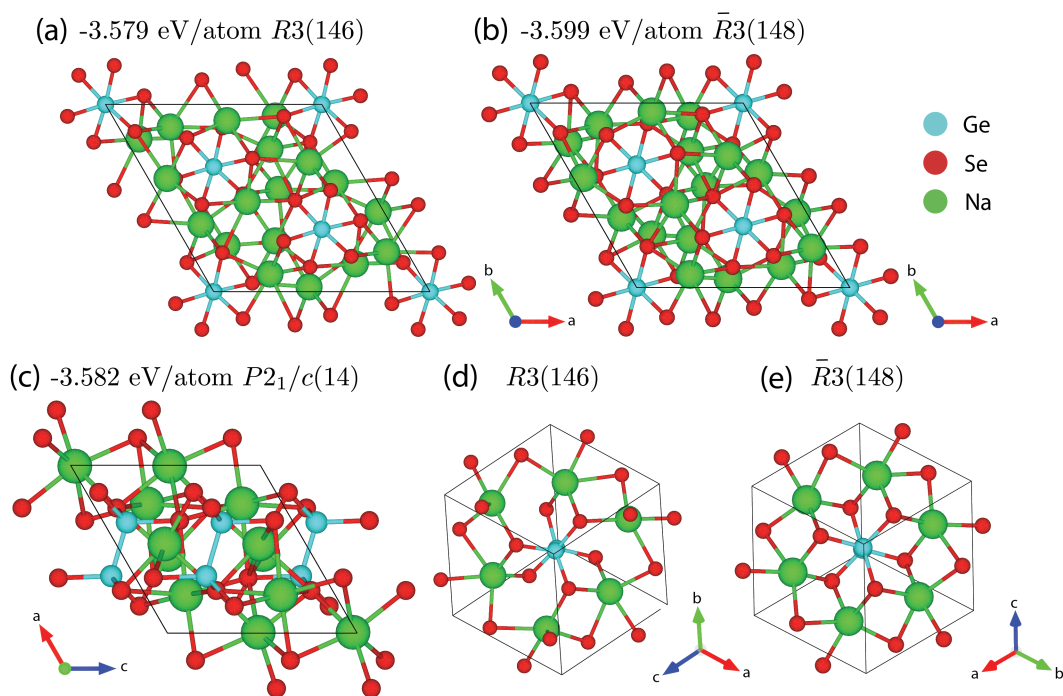 (a) -3.579 eV/atom R3(146)
(b) -3.599 eV/atom R̄3(148)
Ge
Se
Na
b
a
b
a
(c) -3.582 eV/atom P2₁/c(14)
(d) R3(146)
(e) R̄3(148)
a
c
b
c
a
c
a
b